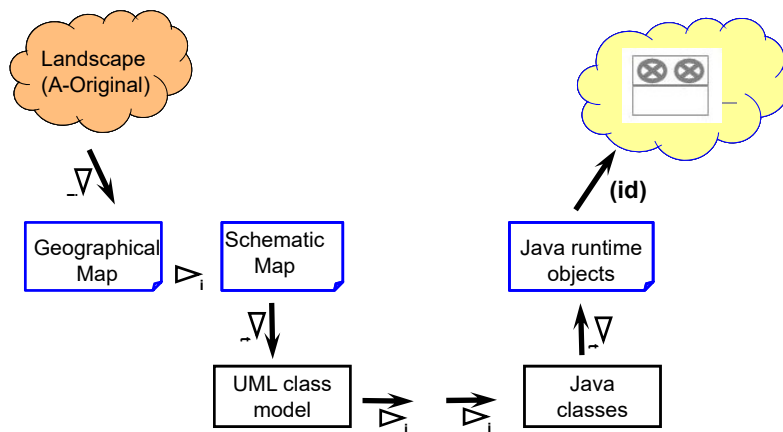 Landscape
(A-Original)
(id)
Geographical
Map
i
Schematic
Map
Java runtime
objects
UML class
model
i
i
Java
classes